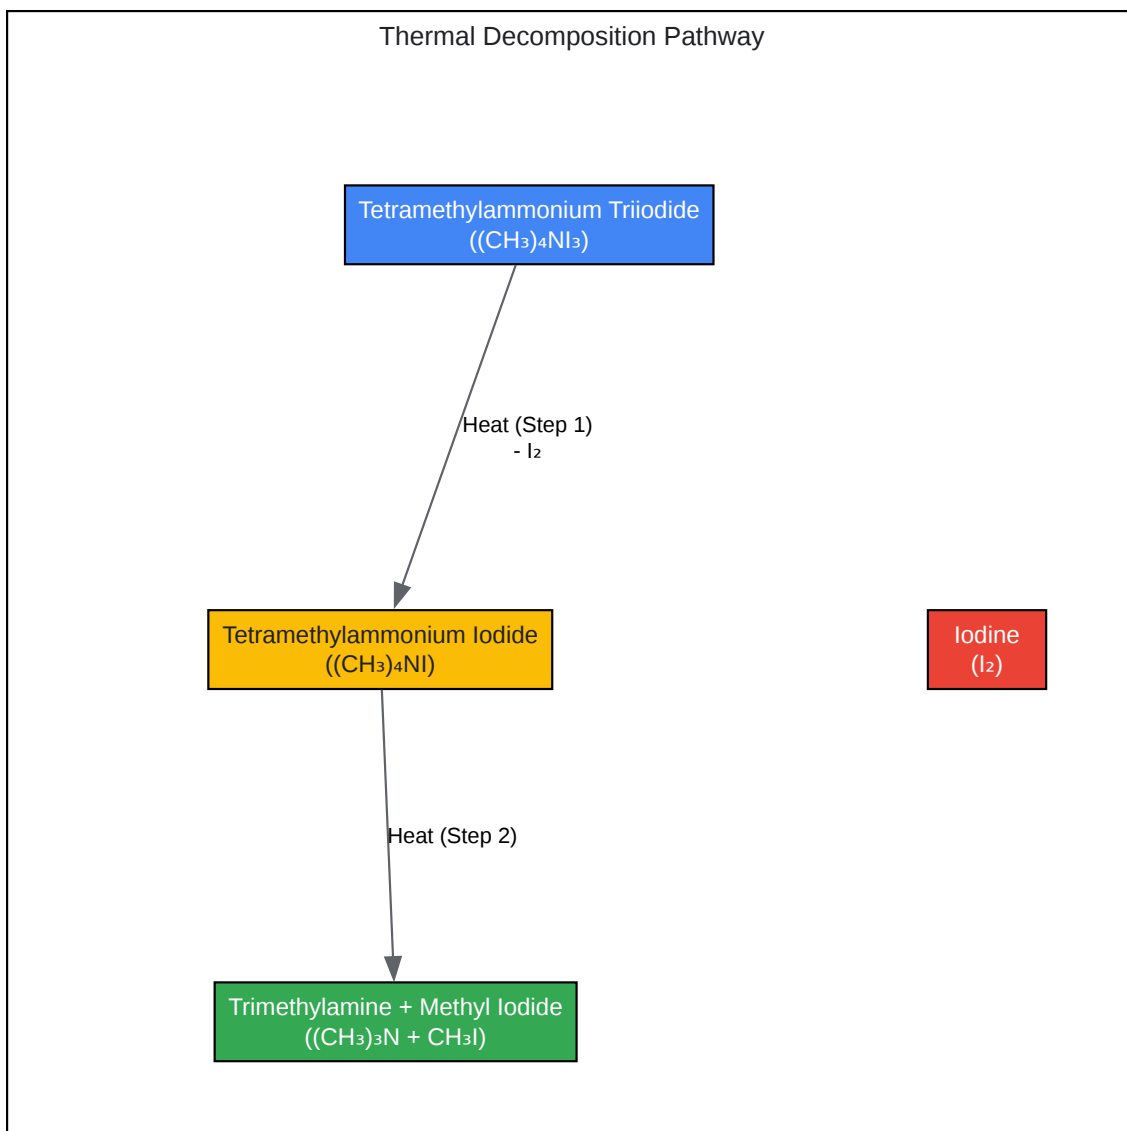 Thermal Decomposition Pathway
Tetramethylammonium Triiodide
((CH₃)₄NI₃)
Heat (Step 1)
- I₂
Tetramethylammonium Iodide
((CH₃)₄NI)
Iodine
(I₂)
Heat (Step 2)
Trimethylamine + Methyl Iodide
((CH₃)₃N + CH₃I)